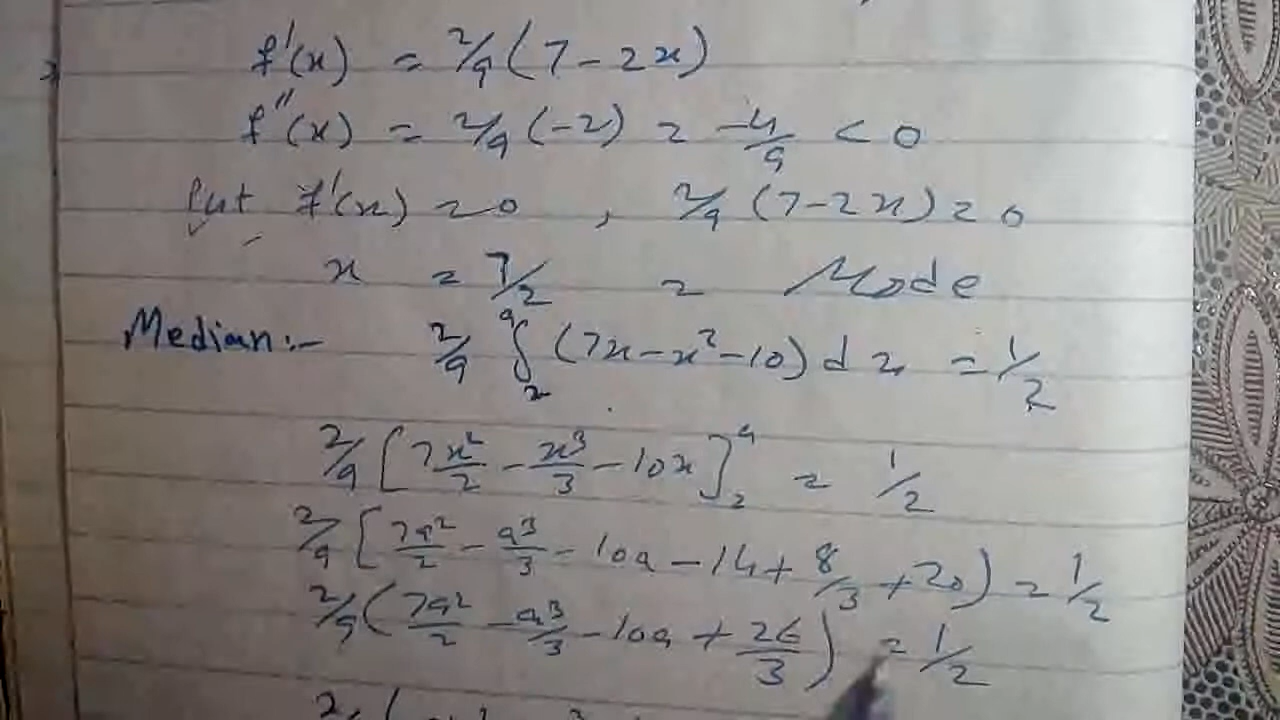 f'(x) = 2/9 (7 - 2x)
f''(x) = 2/9 (-2) = -4/9 < 0
Put f'(x) = 0 , 2/9 (7 - 2x) = 0
x = 7/2 = Mode
Median:- 2/9 ∫₂ᵃ (7x - x² - 10) dx = 1/2
2/9 [7x²/2 - x³/3 - 10x]₂ᵃ = 1/2
2/9 [7a²/2 - a³/3 - 10a - 14 + 8/3 + 20) = 1/2
2/9 (7a²/2 - a³/3 - 10a + 26/3) = 1/2